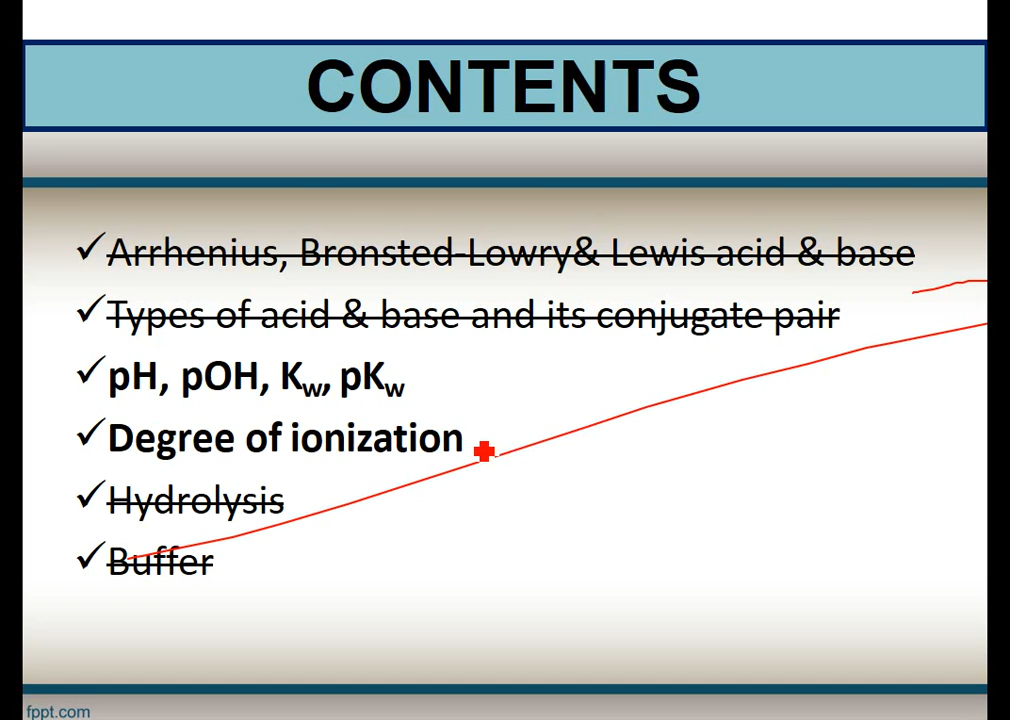 CONTENTS
✓ Arrhenius, Bronsted-Lowry& Lewis acid & base
✓ Types of acid & base and its conjugate pair
✓ pH, pOH, Kw, pKw
✓ Degree of ionization
✓ Hydrolysis
✓ Buffer
fppt.com